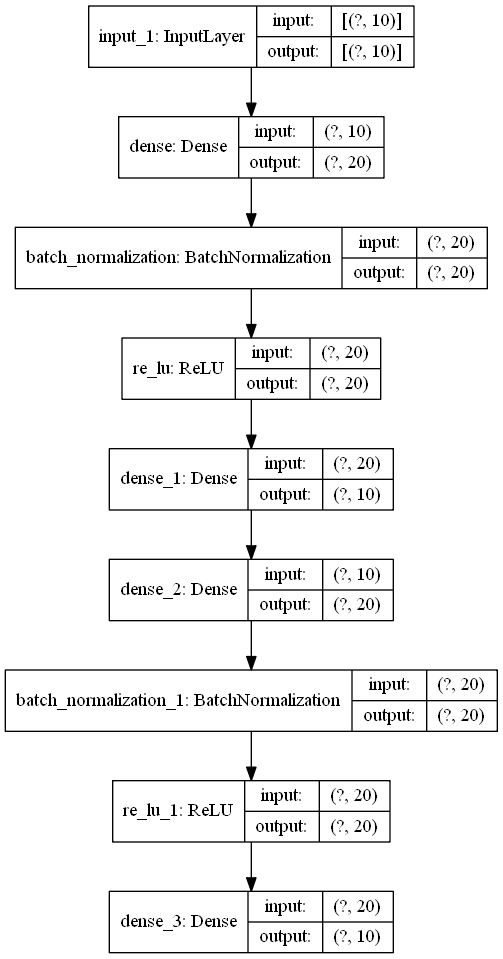 input_1: InputLayer
input:
[(?, 10)]
output:
[(?, 10)]
dense: Dense
input:
(?, 10)
output:
(?, 20)
batch_normalization: BatchNormalization
input:
(?, 20)
output:
(?, 20)
re_lu: ReLU
input:
(?, 20)
output:
(?, 20)
dense_1: Dense
input:
(?, 20)
output:
(?, 10)
dense_2: Dense
input:
(?, 10)
output:
(?, 20)
batch_normalization_1: BatchNormalization
input:
(?, 20)
output:
(?, 20)
re_lu_1: ReLU
input:
(?, 20)
output:
(?, 20)
dense_3: Dense
input:
(?, 20)
output:
(?, 10)